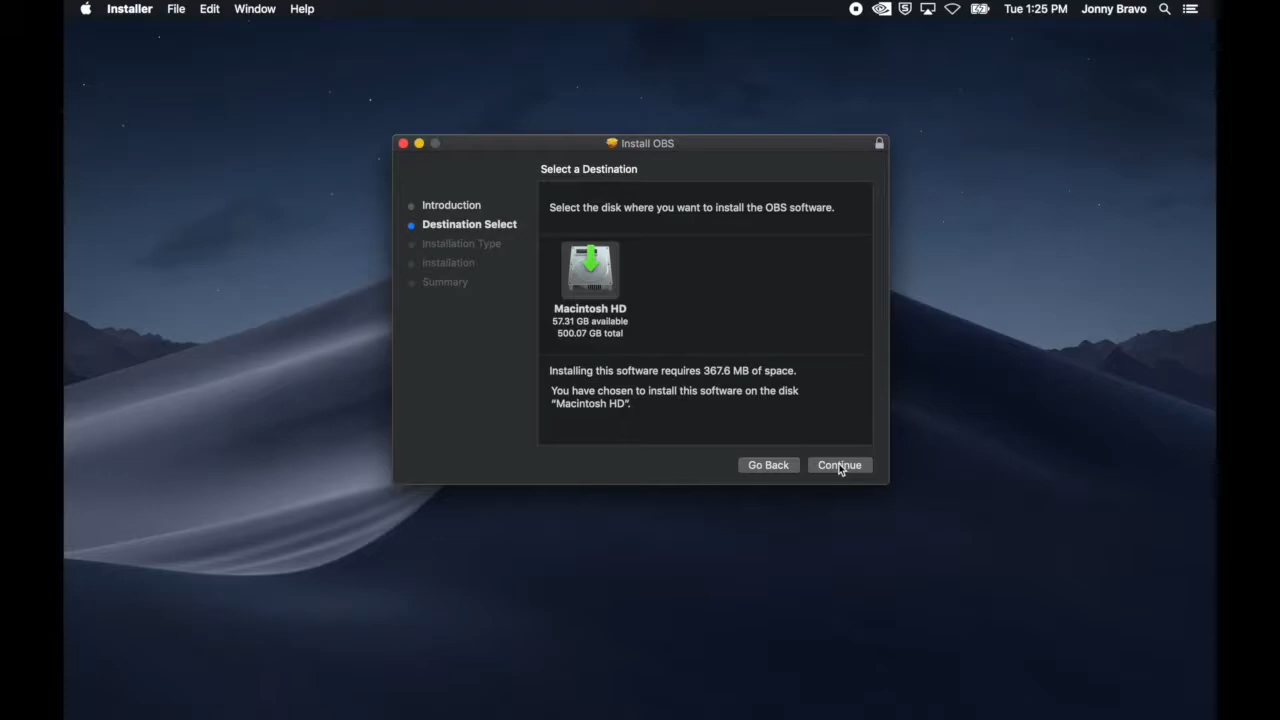 Installer File Edit Window Help
5
Tue 1:25 PM Jonny Bravo
Install OBS
Select a Destination
Introduction
Destination Select
Installation Type
Installation
Summary
Select the disk where you want to install the OBS software.
Macintosh HD
57.31 GB available
500.07 GB total
Installing this software requires 367.6 MB of space.
You have chosen to install this software on the disk
“Macintosh HD”.
Go Back Continue